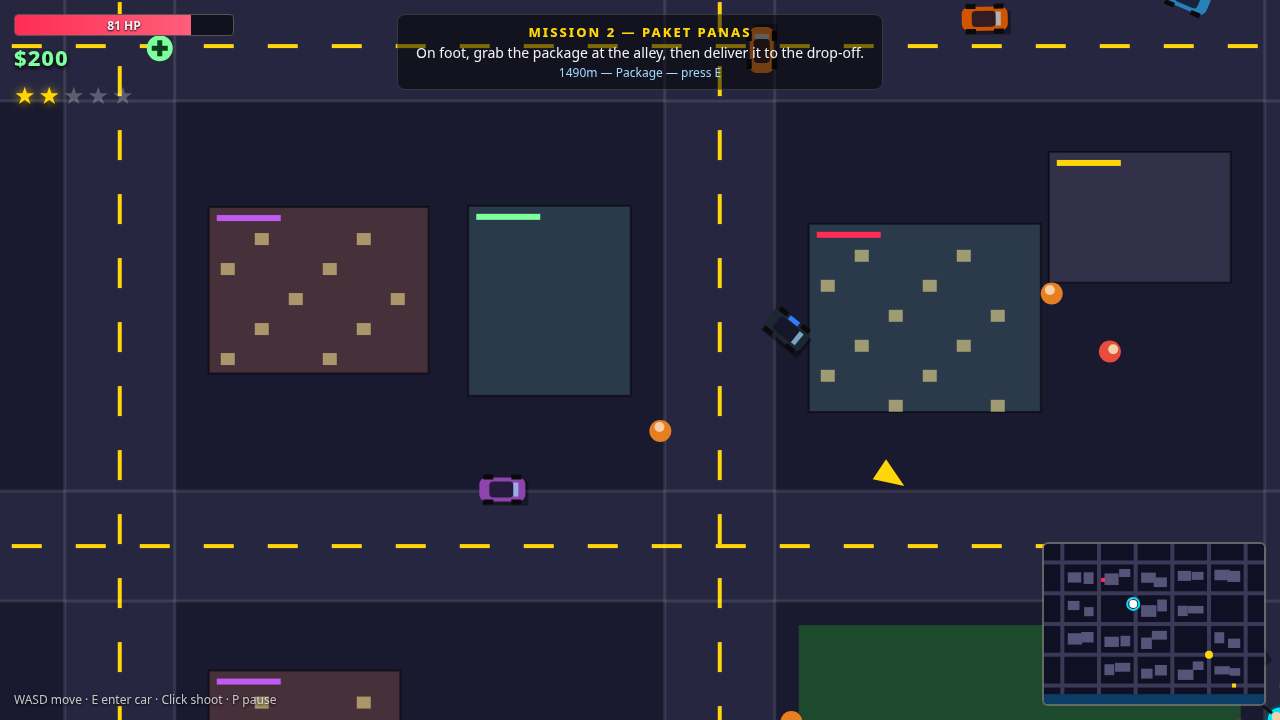 81 HP
$200
MISSION 2 — PAKET PANAS
On foot, grab the package at the alley, then deliver it to the drop-off.
1490m — Package — press E
WASD move · E enter car · Click shoot · P pause